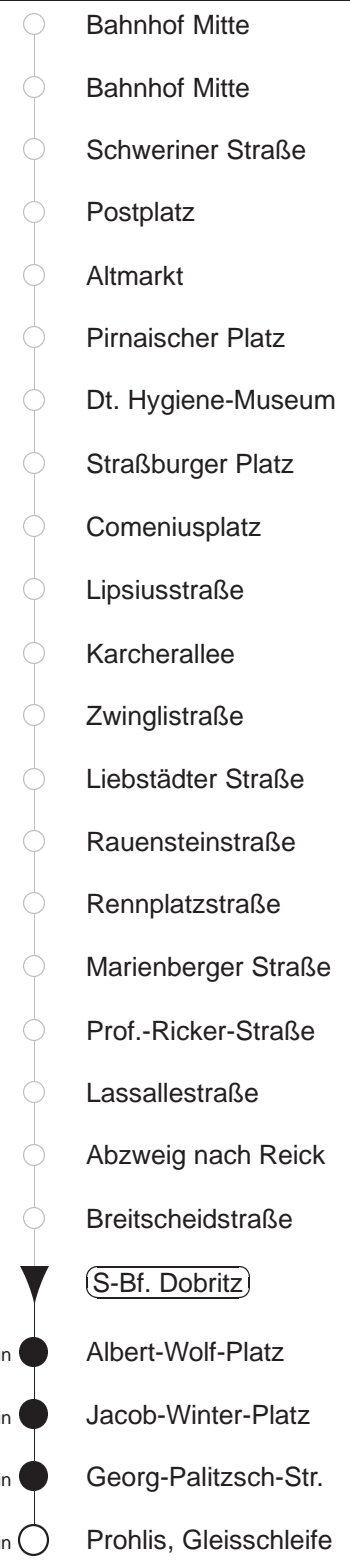 Bahnhof Mitte
Bahnhof Mitte
Schweriner Straße
Postplatz
Altmarkt
Pirnaischer Platz
Dt. Hygiene-Museum
Straßburger Platz
Comeniusplatz
Lipsiusstraße
Karcherallee
Zwinglistraße
Liebstädter Straße
Rauensteinstraße
Rennplatzstraße
Marienberger Straße
Prof.-Ricker-Straße
Lassallestraße
Abzweig nach Reick
Breitscheidstraße
S-Bf. Dobritz
Albert-Wolf-Platz
Jacob-Winter-Platz
Georg-Palitzsch-Str.
Prohlis, Gleisschleife